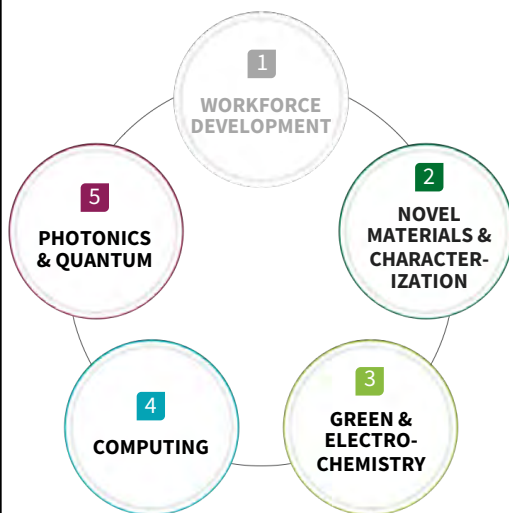 1
WORKFORCE
DEVELOPMENT
2
NOVEL
MATERIALS &
CHARACTER-
IZATION
3
GREEN &
ELECTRO-
CHEMISTRY
4
COMPUTING
5
PHOTONICS
& QUANTUM